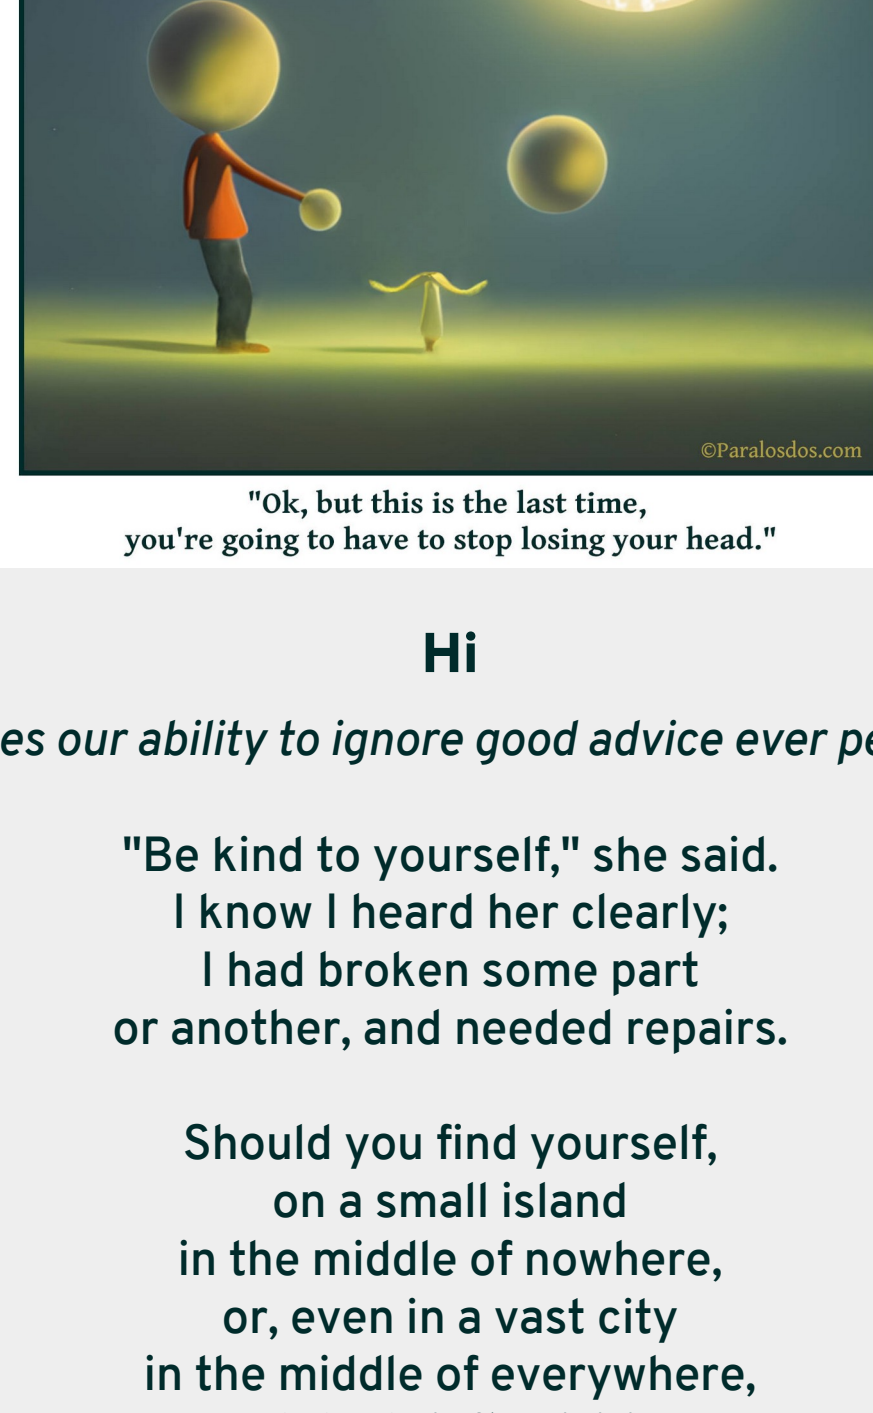 ©Paralosdos.com
"Ok, but this is the last time,
you're going to have to stop losing your head."
Hi
our ability to ignore good advice ever
"Be kind to yourself," she said.
I know I heard her clearly;
I had broken some part
or another, and needed repairs.
Should you find yourself,
on a small island
in the middle of nowhere,
or, even in a vast city
in the middle of everywhere,